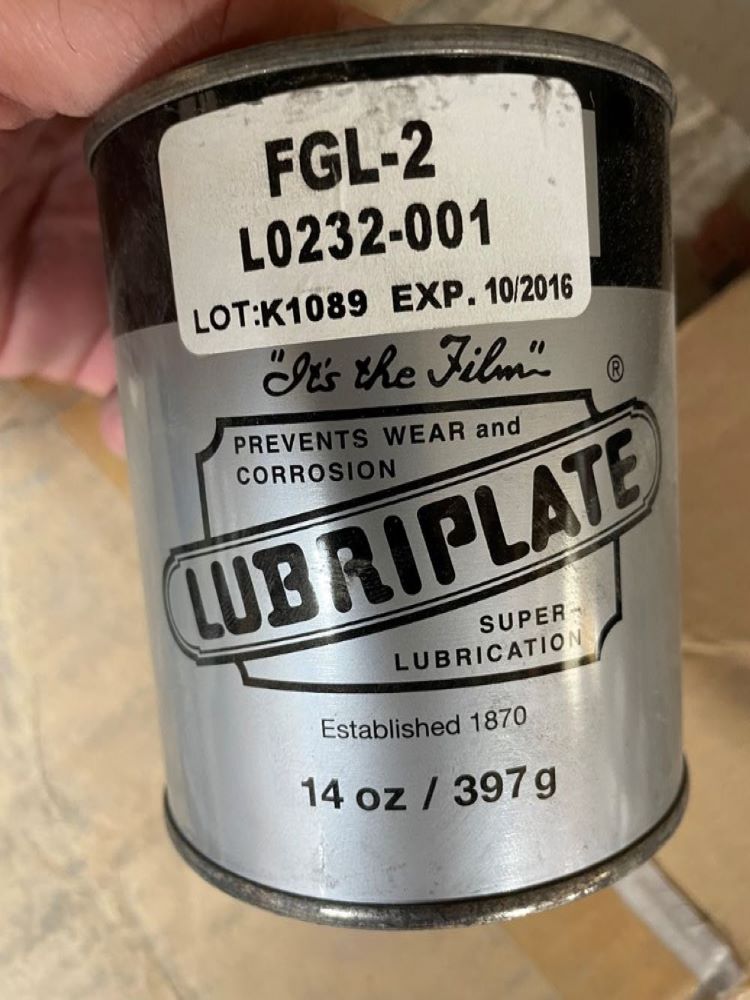 FGL-2
L0232-001
LOT:K1089 EXP. 10/2016
"It's the Film" ®
PREVENTS WEAR and
CORROSION
LUBRIPLATE
SUPER-
LUBRICATION
Established 1870
14 oz / 397g